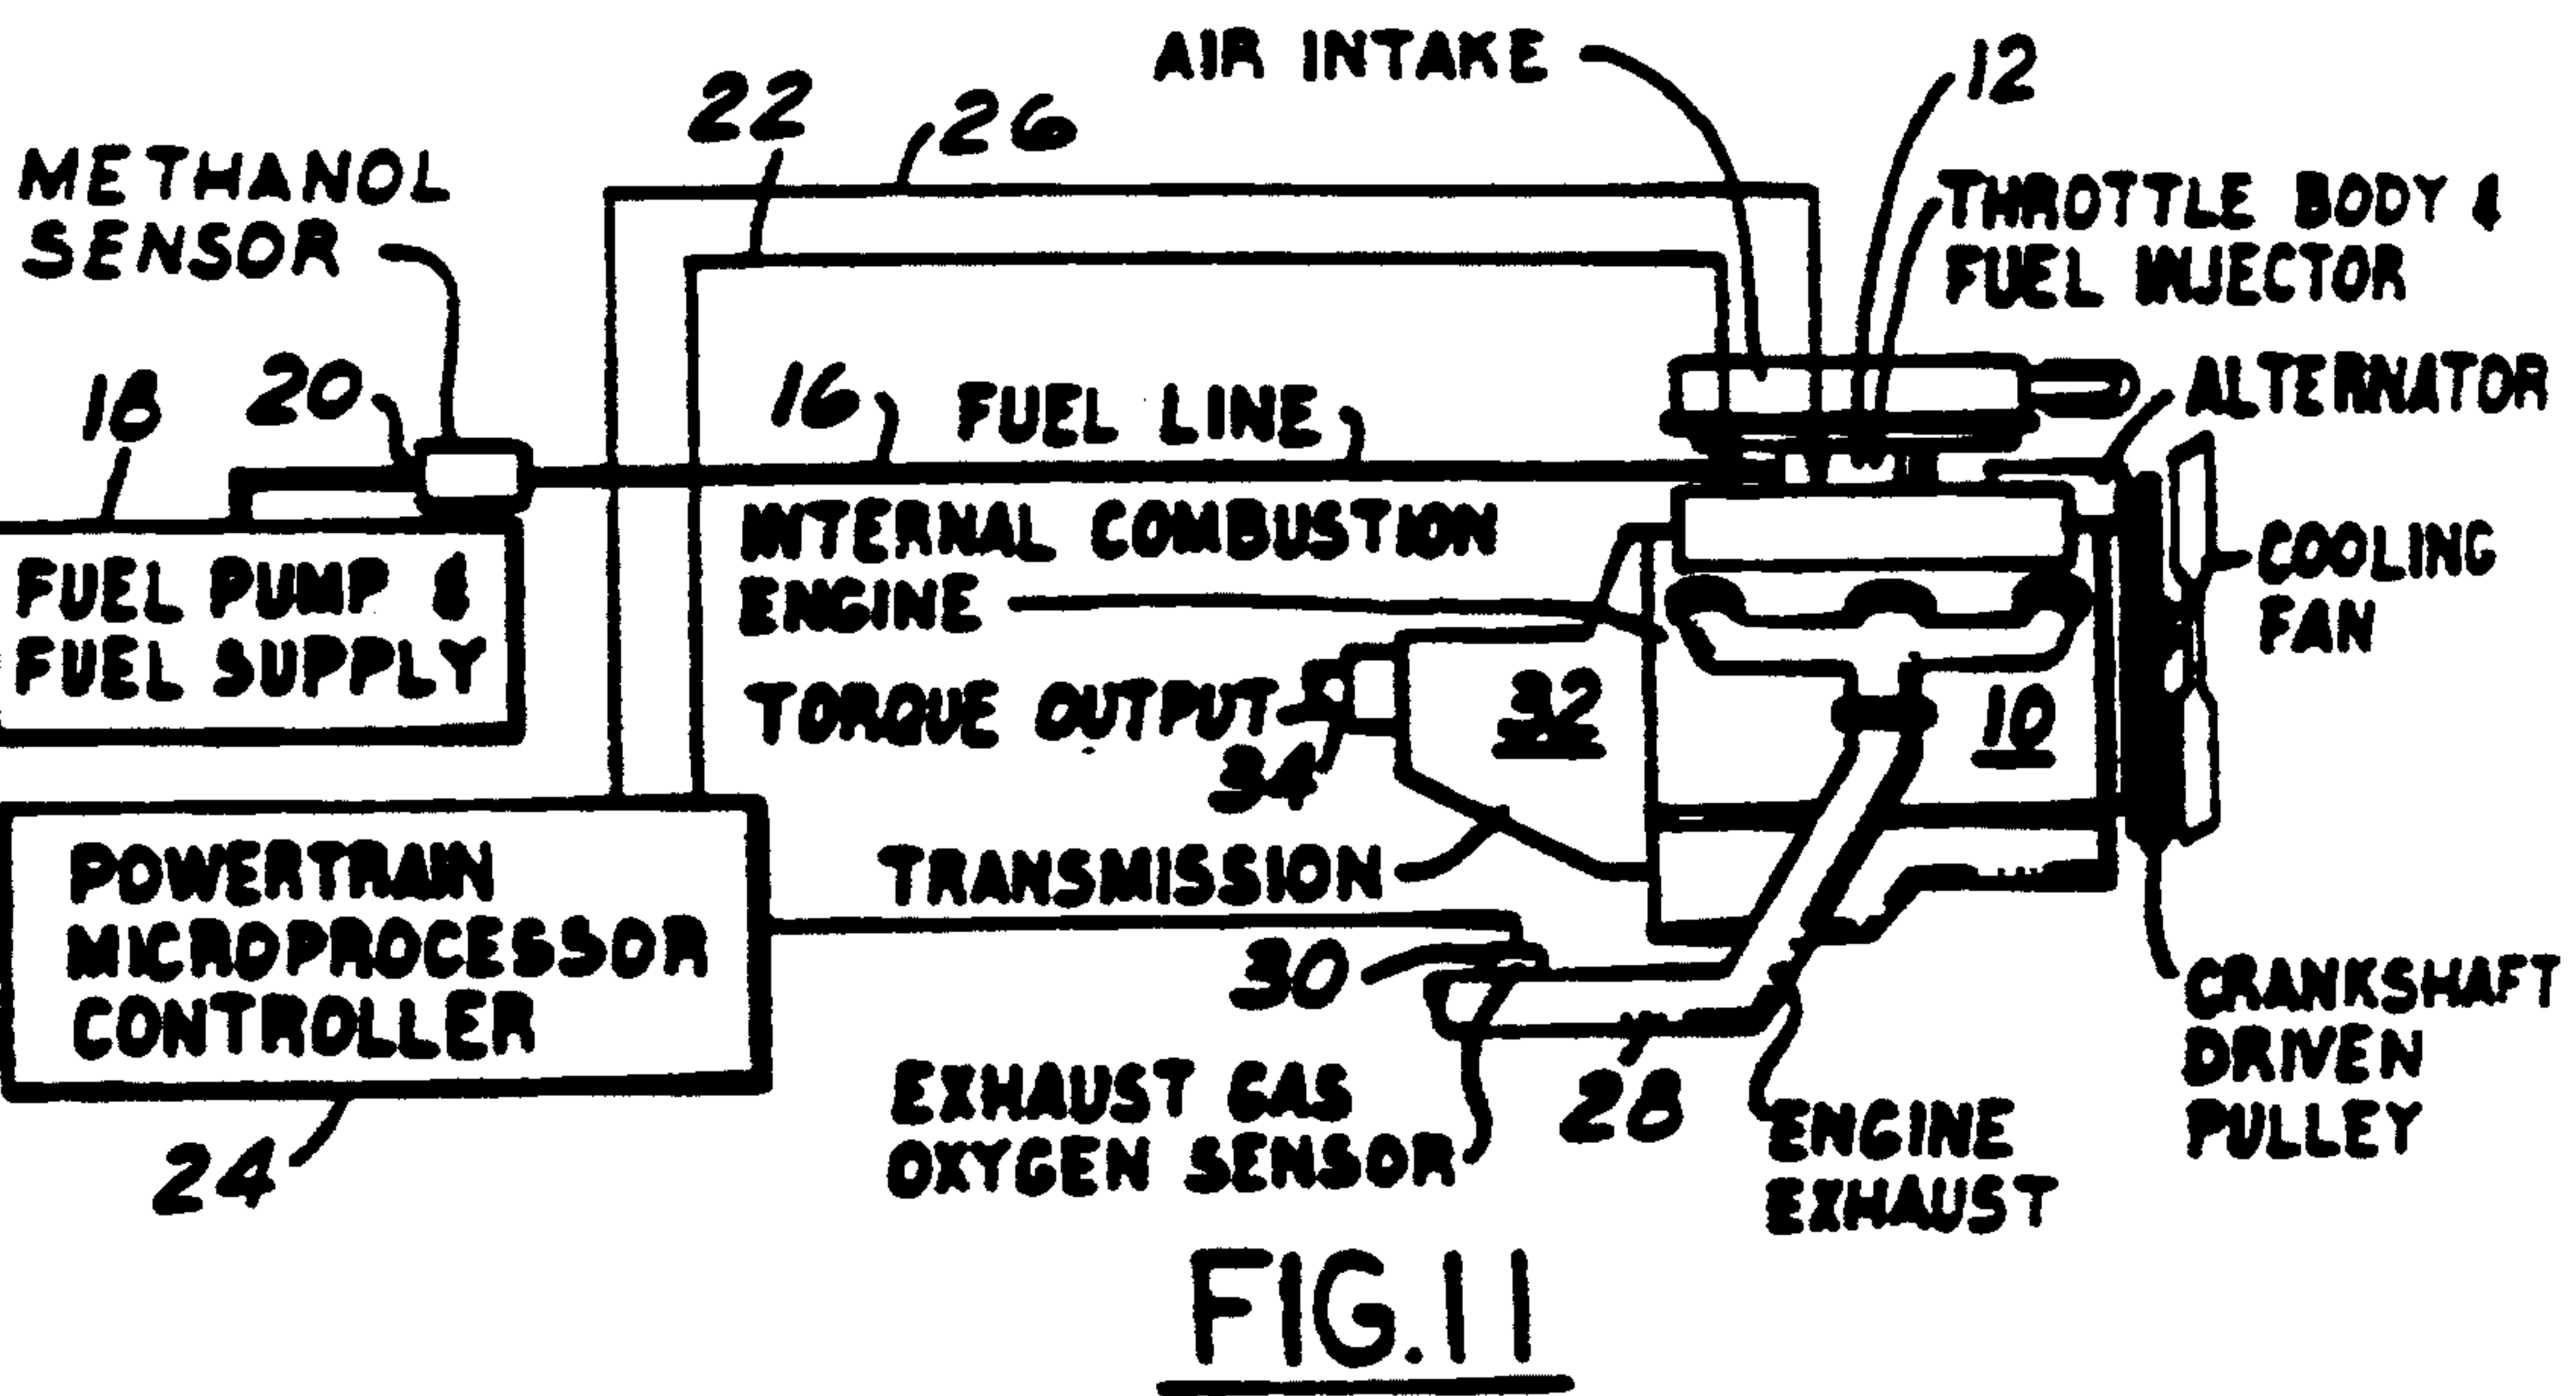 AIR INTAKE
12
22
26
METHANOL
SENSOR
THROTTLE BODY &
FUEL INJECTOR
18
20
16
FUEL LINE
ALTERNATOR
INTERNAL COMBUSTION
ENGINE
COOLING
FAN
FUEL PUMP &
FUEL SUPPLY
TORQUE OUTPUT
34
32
10
TRANSMISSION
POWERTRAIN
MICROPROCESSOR
CONTROLLER
30
CRANKSHAFT
DRIVEN
PULLEY
EXHAUST GAS
OXYGEN SENSOR
28
ENGINE
EXHAUST
24
FIG.11